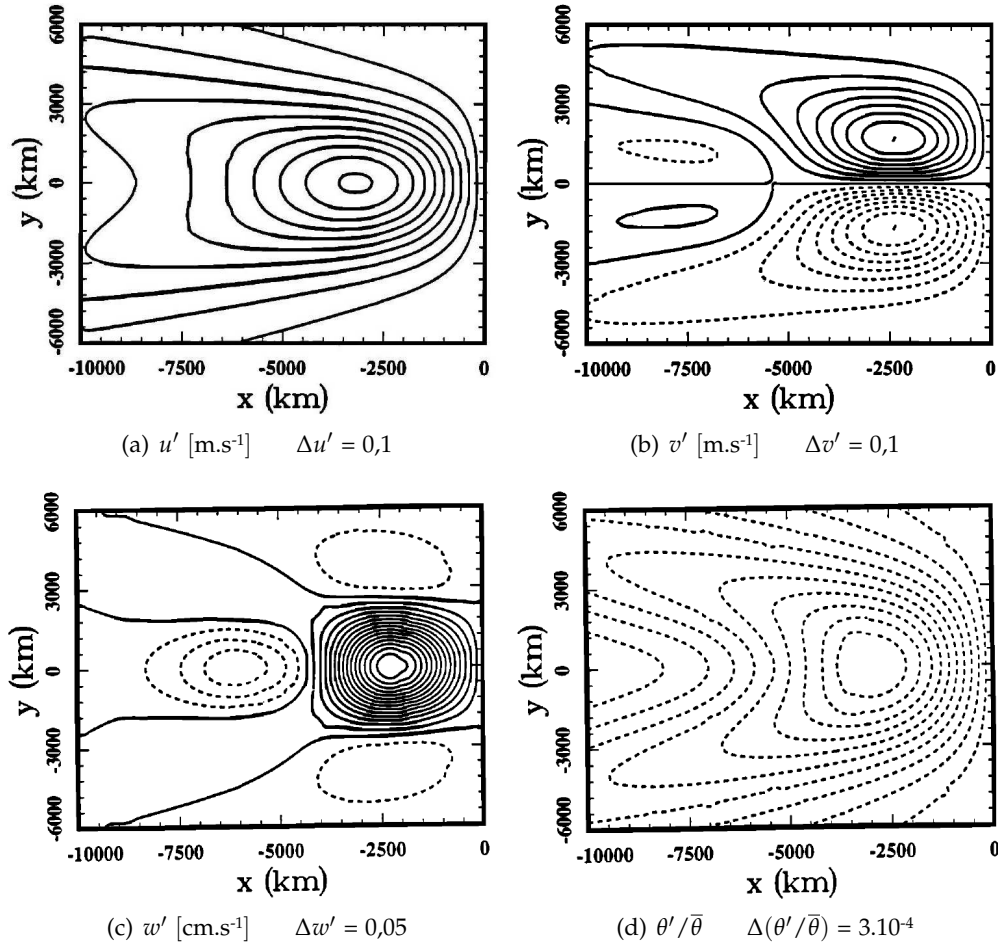 6000
3000
0
-3000
-6000
y (km)
-10000 -7500 -5000 -2500 0
x (km)
(a) u′ [m.s-1] Δu′ = 0,1
6000
3000
0
-3000
-6000
y (km)
-10000 -7500 -5000 -2500 0
x (km)
(b) v′ [m.s-1] Δv′ = 0,1
6000
3000
0
-3000
-6000
y (km)
-10000 -7500 -5000 -2500 0
x (km)
(c) w′ [cm.s-1] Δw′ = 0,05
6000
3000
0
-3000
-6000
y (km)
-10000 -7500 -5000 -2500 0
x (km)
(d) θ′/θ̅ Δ(θ′/θ̅) = 3.10-4